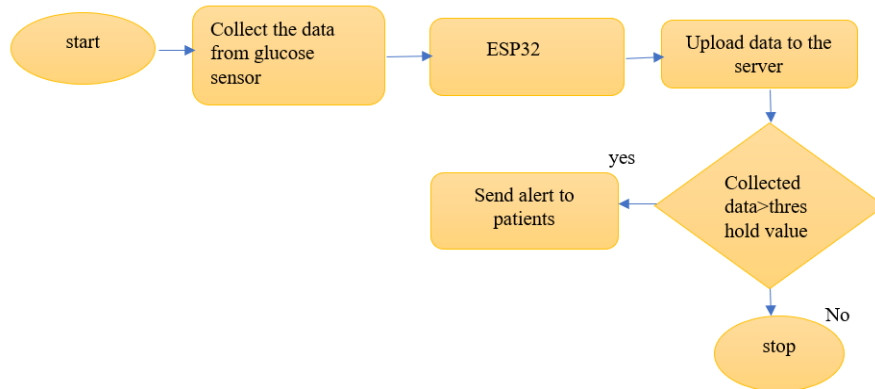 start
Collect the data
from glucose
sensor
ESP32
Upload data to the
server
yes
Send alert to
patients
Collected
data>thres
hold value
No
stop